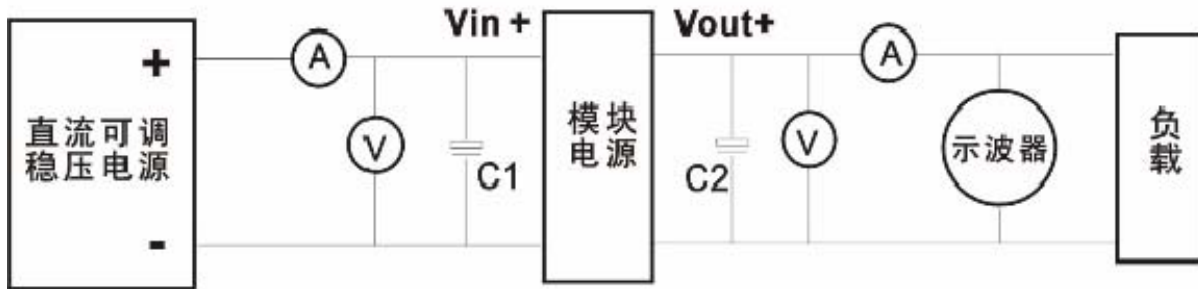 Vin +
Vout+
+
A
A
直流可调
稳压电源
V
C1
模块
电源
C2
V
示波器
负
载
-